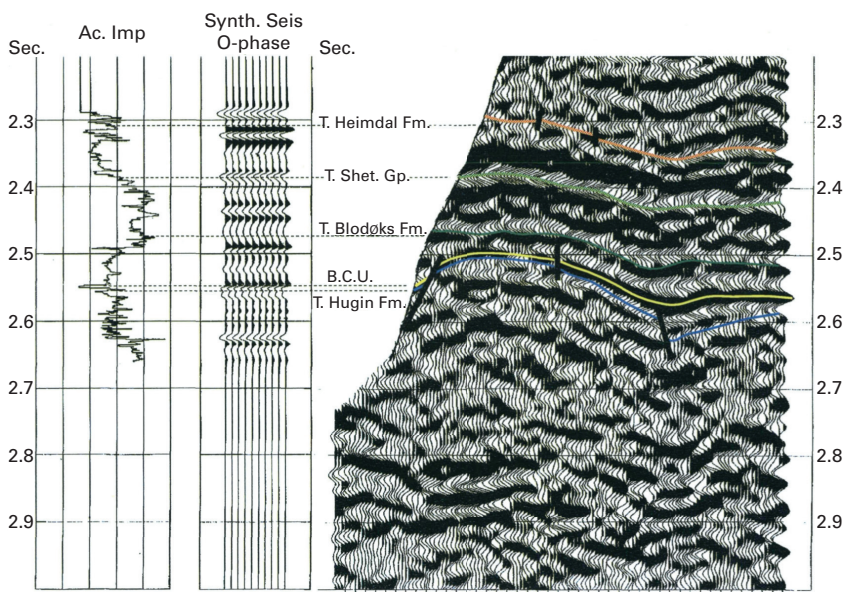 Ac. Imp
Synth. Seis
O-phase
Sec.
Sec.
2.3
2.4
2.5
2.6
2.7
2.8
2.9
T. Heimdal Fm.
T. Shet. Gp.
T. Blodøks Fm.
B.C.U.
T. Hugin Fm.
2.3
2.4
2.5
2.6
2.7
2.8
2.9